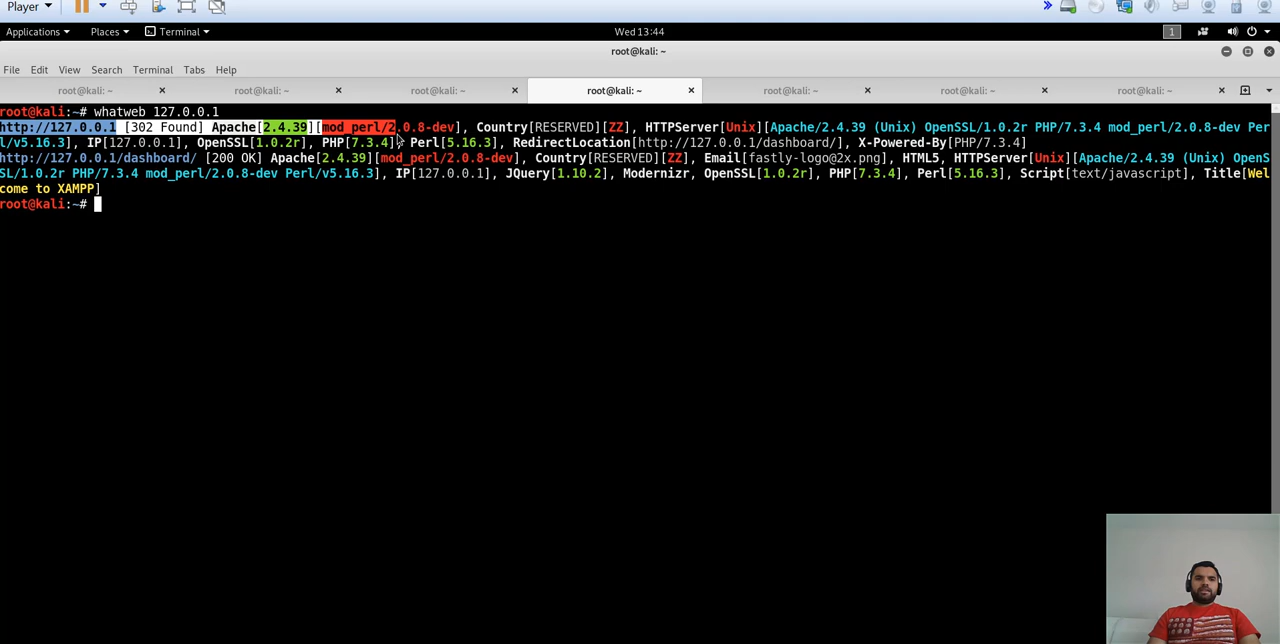 Player
Applications Places Terminal Wed 13:44 1
root@kali: ~
File Edit View Search Terminal Tabs Help
root@kali: ~ root@kali: ~ root@kali: ~ root@kali: ~ root@kali: ~ root@kali: ~ root@kali: ~
root@kali:~# whatweb 127.0.0.1
http://127.0.0.1 [302 Found] Apache[2.4.39][mod_perl/2.0.8-dev], Country[RESERVED][ZZ], HTTPServer[Unix][Apache/2.4.39 (Unix) OpenSSL/1.0.2r PHP/7.3.4 mod_perl/2.0.8-dev Per
l/v5.16.3], IP[127.0.0.1], OpenSSL[1.0.2r], PHP[7.3.4], Perl[5.16.3], RedirectLocation[http://127.0.0.1/dashboard/], X-Powered-By[PHP/7.3.4]
http://127.0.0.1/dashboard/ [200 OK] Apache[2.4.39][mod_perl/2.0.8-dev], Country[RESERVED][ZZ], Email[fastly-logo@2x.png], HTML5, HTTPServer[Unix][Apache/2.4.39 (Unix) OpenS
SL/1.0.2r PHP/7.3.4 mod_perl/2.0.8-dev Perl/v5.16.3], IP[127.0.0.1], JQuery[1.10.2], Modernizr, OpenSSL[1.0.2r], PHP[7.3.4], Perl[5.16.3], Script[text/javascript], Title[Wel
come to XAMPP]
root@kali:~#